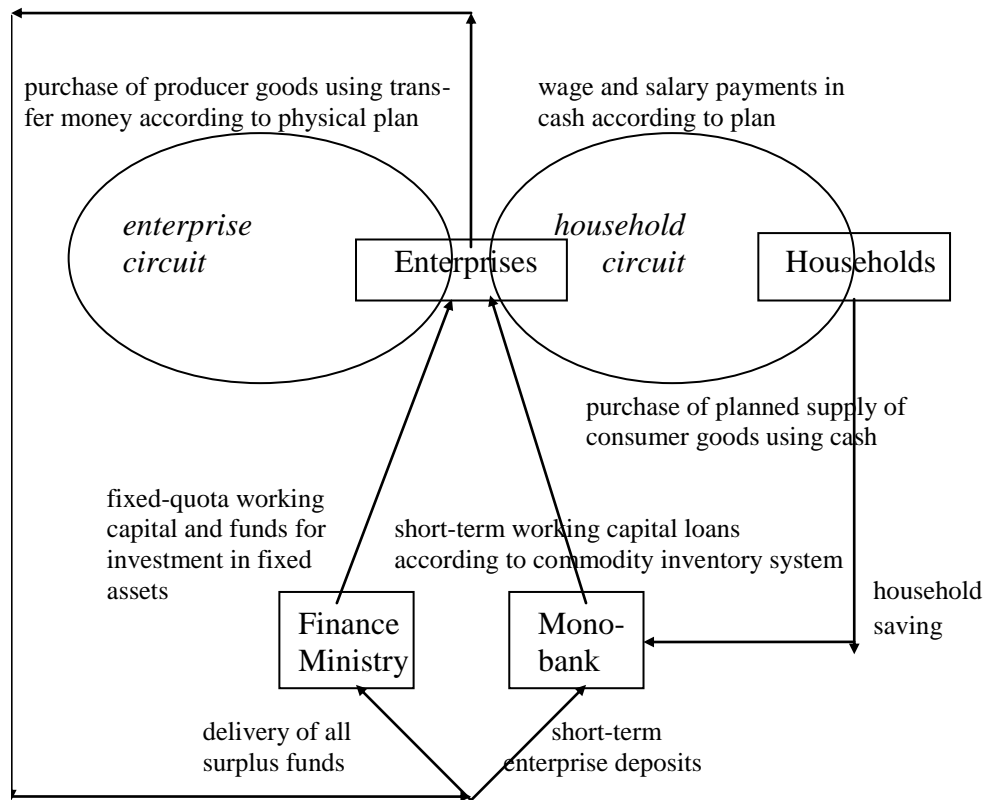 purchase of producer goods using trans-
fer money according to physical plan
wage and salary payments in
cash according to plan
enterprise
circuit
household
circuit
Enterprises
Households
purchase of planned supply of
consumer goods using cash
fixed-quota working
capital and funds for
investment in fixed
assets
short-term working capital loans
according to commodity inventory system
household
saving
Finance
Ministry
Mono-
bank
delivery of all
surplus funds
short-term
enterprise deposits